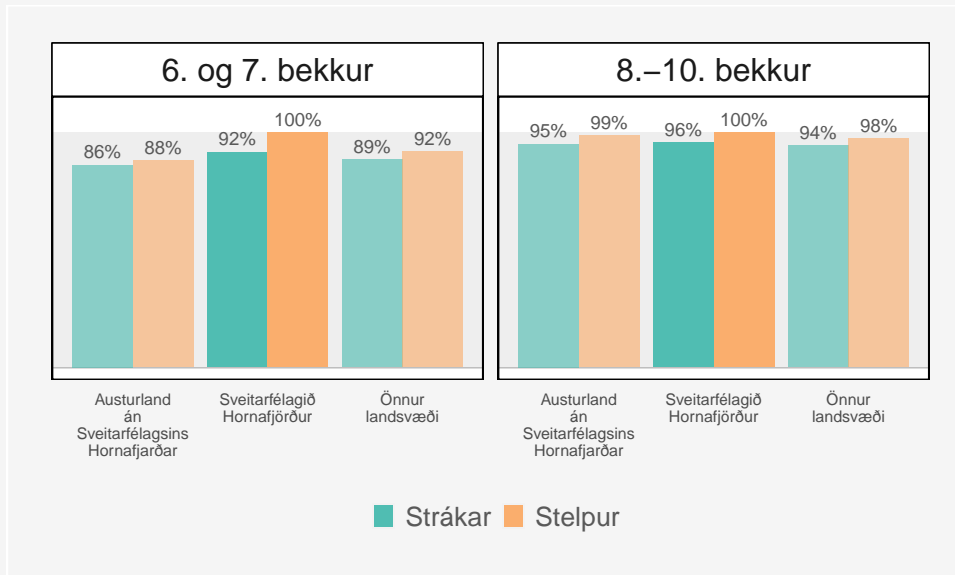 6. og 7. bekkur
86%
88%
92%
100%
89%
92%
Austurland
án
Sveitarfélagsins
Hornafjarðar
Sveitarfélagið
Hornafjörður
Önnur
landsvæði
8.–10. bekkur
95%
99%
96%
100%
94%
98%
Austurland
án
Sveitarfélagsins
Hornafjarðar
Sveitarfélagið
Hornafjörður
Önnur
landsvæði
Strákar
Stelpur